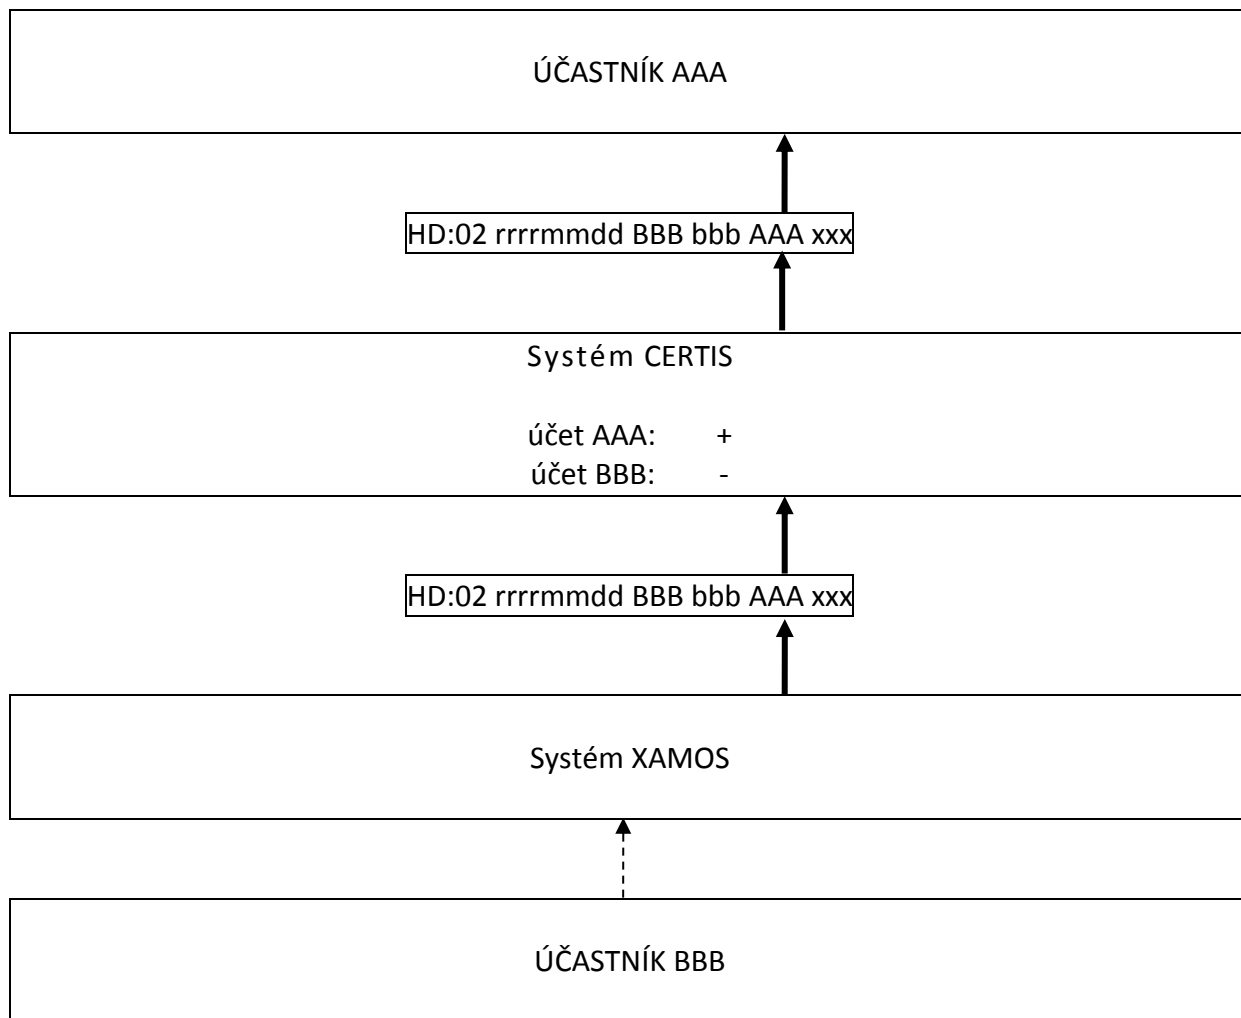 ÚČASTNÍK AAA
HD:02 rrrrmmdd BBB bbb AAA xxx
Systém CERTIS
účet AAA: +
účet BBB: -
HD:02 rrrrmmdd BBB bbb AAA xxx
Systém XAMOS
ÚČASTNÍK BBB